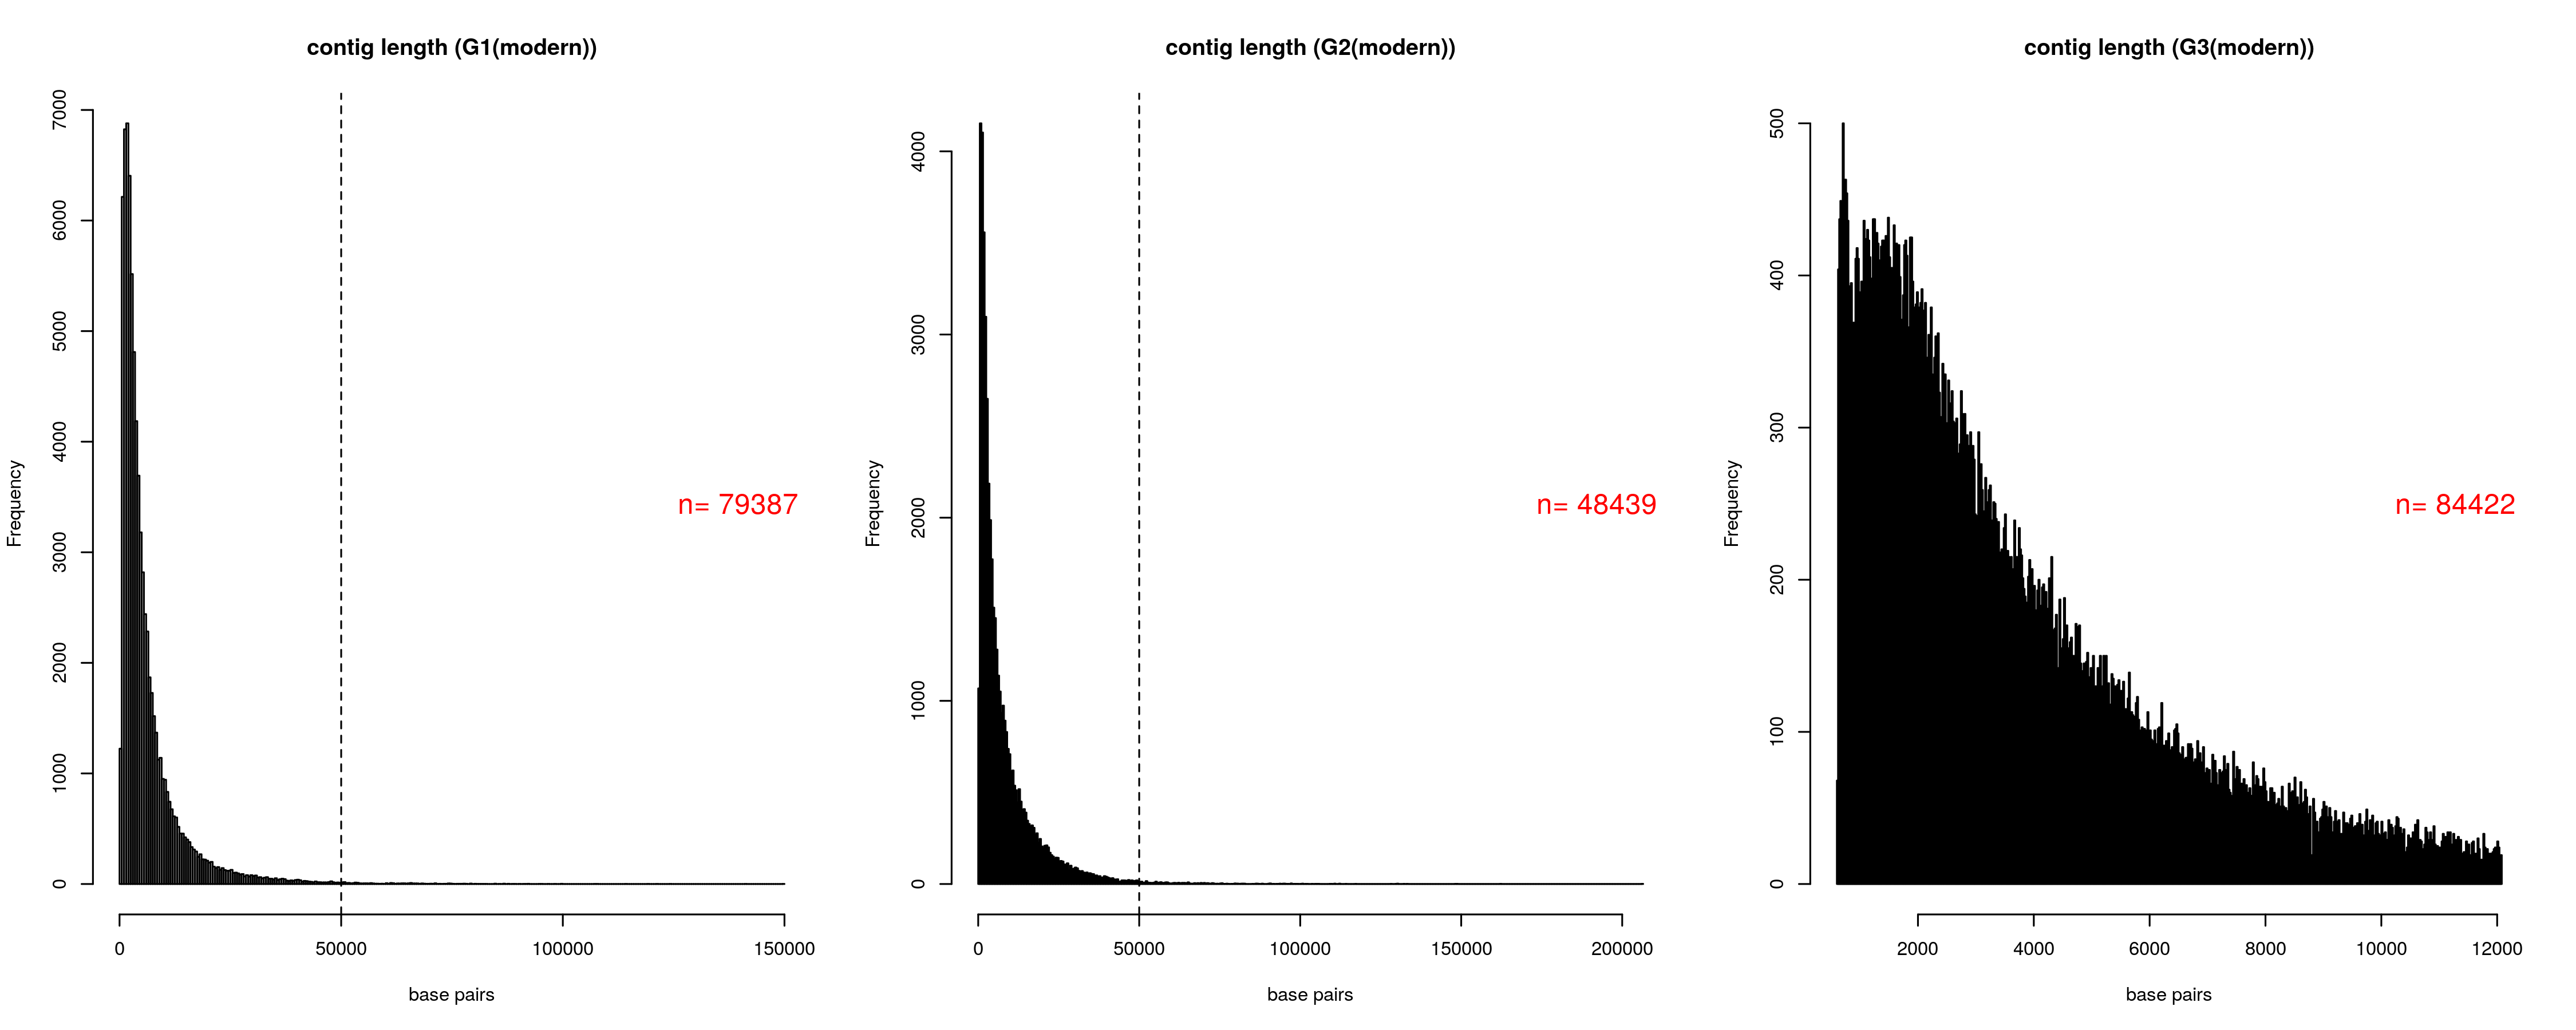 contig length (G1(modern))
Frequency
0
1000
2000
3000
4000
5000
6000
7000
n= 79387
0
50000
100000
150000
base pairs
contig length (G2(modern))
Frequency
0
1000
2000
3000
4000
n= 48439
0
50000
100000
150000
200000
base pairs
contig length (G3(modern))
Frequency
0
100
200
300
400
500
n= 84422
2000
4000
6000
8000
10000
12000
base pairs